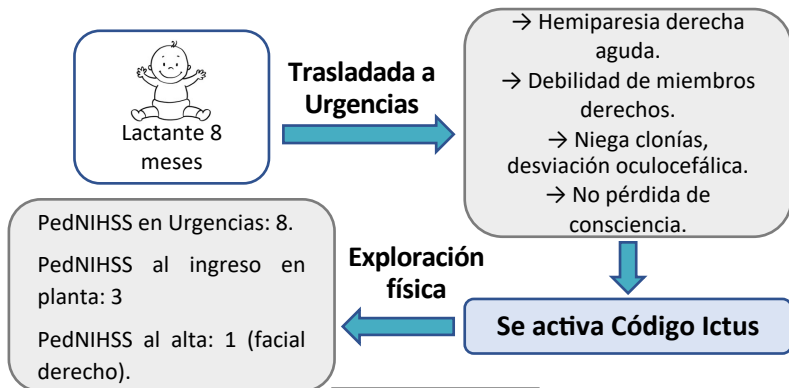 Lactante 8
meses
Trasladada a
Urgencias
→ Hemiparesia derecha
aguda.
→ Debilidad de miembros
derechos.
→ Niega clonías,
desviación oculocefálica.
→ No pérdida de
consciencia.
Se activa Código Ictus
Exploración
física
PedNIHSS en Urgencias: 8.
PedNIHSS al ingreso en
planta: 3
PedNIHSS al alta: 1 (facial
derecho).